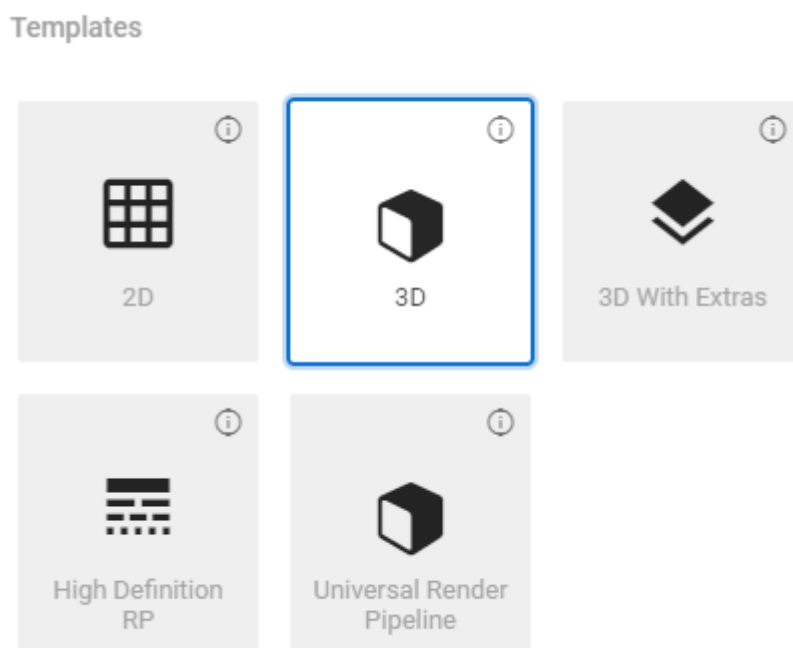 Templates
2D
3D
3D With Extras
High Definition
RP
Universal Render
Pipeline